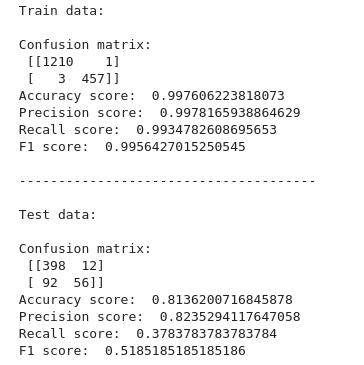 Train data:
Confusion matrix:
[[1210    1]
[   3  457]]
Accuracy score:  0.997606223818073
Precision score:  0.9978165938864629
Recall score:  0.9934782608695653
F1 score:  0.9956427015250545
--------------------------------------
Test data:
Confusion matrix:
[[398  12]
[ 92  56]]
Accuracy score:  0.8136200716845878
Precision score:  0.8235294117647058
Recall score:  0.3783783783783784
F1 score:  0.5185185185185186